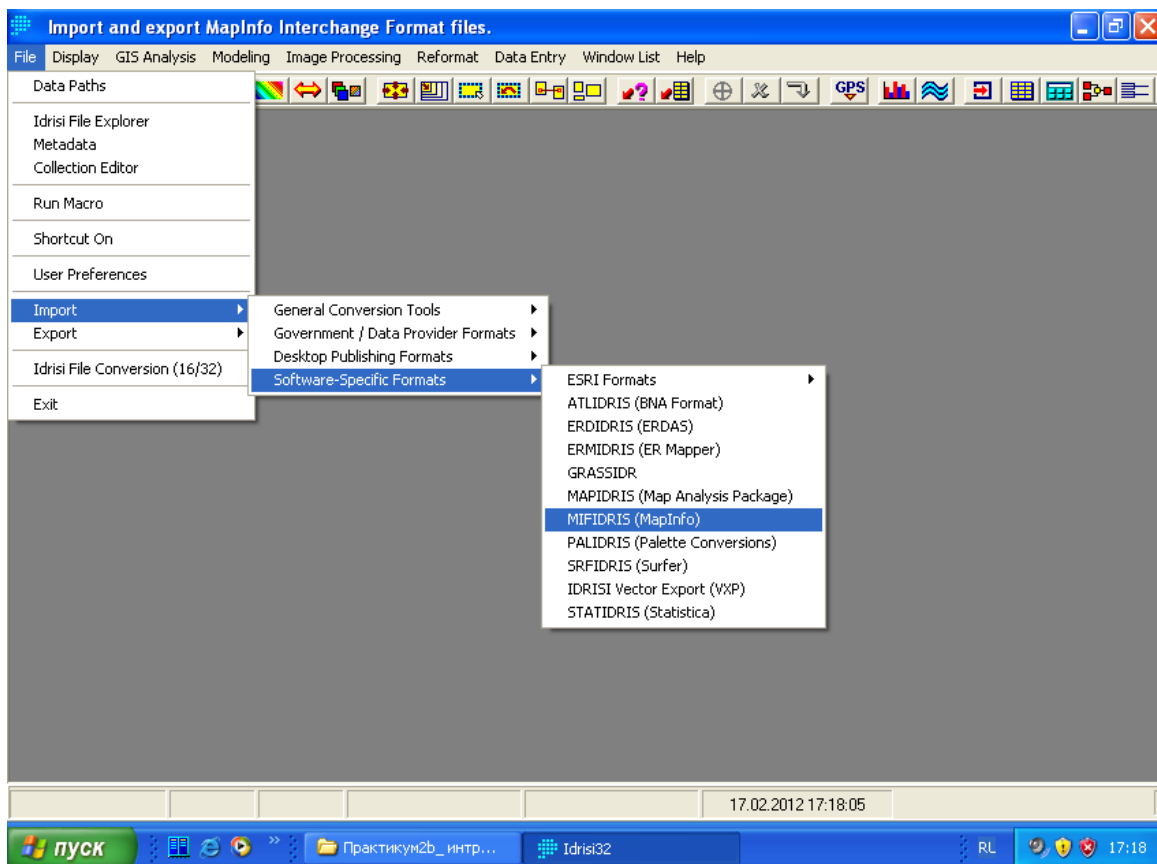 Import and export MapInfo Interchange Format files.
File Display GIS Analysis Modeling Image Processing Reformat Data Entry Window List Help
GPS
Data Paths
Idrisi File Explorer
Metadata
Collection Editor
Run Macro
Shortcut On
User Preferences
Import
Export
Idrisi File Conversion (16/32)
Exit
General Conversion Tools
Government / Data Provider Formats
Desktop Publishing Formats
Software-Specific Formats
ESRI Formats
ATLIDRIS (BNA Format)
ERDIDRIS (ERDAS)
ERMIDRIS (ER Mapper)
GRASSIDR
MAPIDRIS (Map Analysis Package)
MIFIDRIS (MapInfo)
PALIDRIS (Palette Conversions)
SRFIDRIS (Surfer)
IDRISI Vector Export (VXP)
STATIDRIS (Statistica)
17.02.2012 17:18:05
пуск » Практикум2b_ интр... Idrisi32 RL 17:18